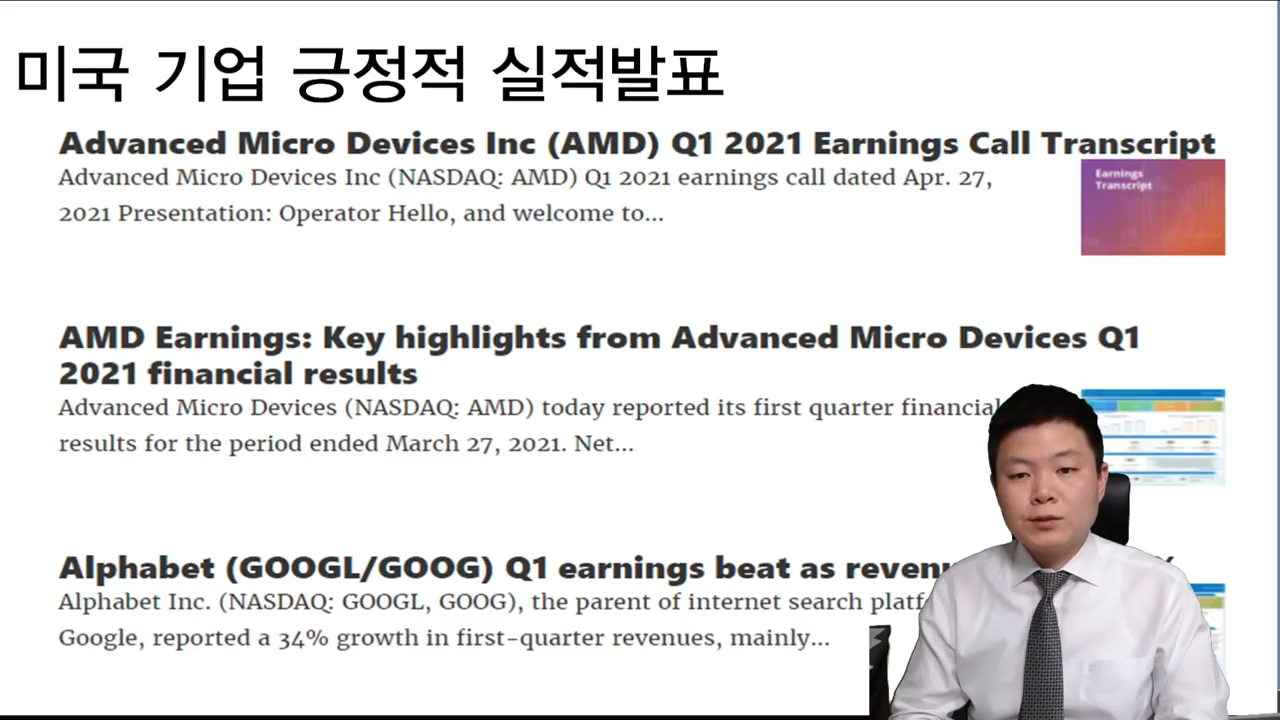 미국 기업 긍정적 실적발표
Advanced Micro Devices Inc (AMD) Q1 2021 Earnings Call Transcript
Advanced Micro Devices Inc (NASDAQ: AMD) Q1 2021 earnings call dated Apr. 27,
2021 Presentation: Operator Hello, and welcome to...
Earnings
Transcript
AMD Earnings: Key highlights from Advanced Micro Devices Q1
2021 financial results
Advanced Micro Devices (NASDAQ: AMD) today reported its first quarter financial
results for the period ended March 27, 2021. Net...
Alphabet (GOOGL/GOOG) Q1 earnings beat as
Alphabet Inc. (NASDAQ: GOOGL, GOOG), the parent of internet search
Google, reported a 34% growth in first-quarter revenues, mainly...